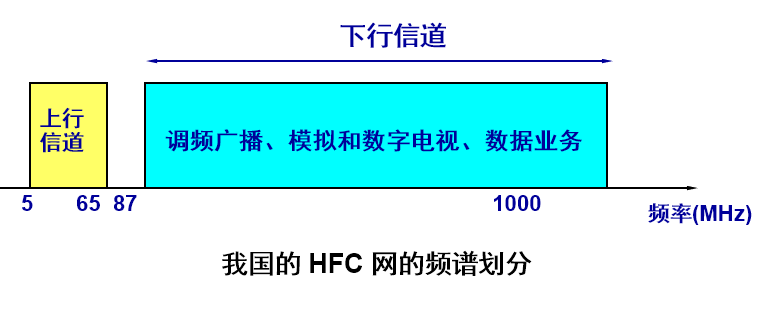 下行信道
上行
信道
调频广播、模拟和数字电视、数据业务
5 65 87 1000
频率(MHz)
我国的 HFC 网的频谱划分